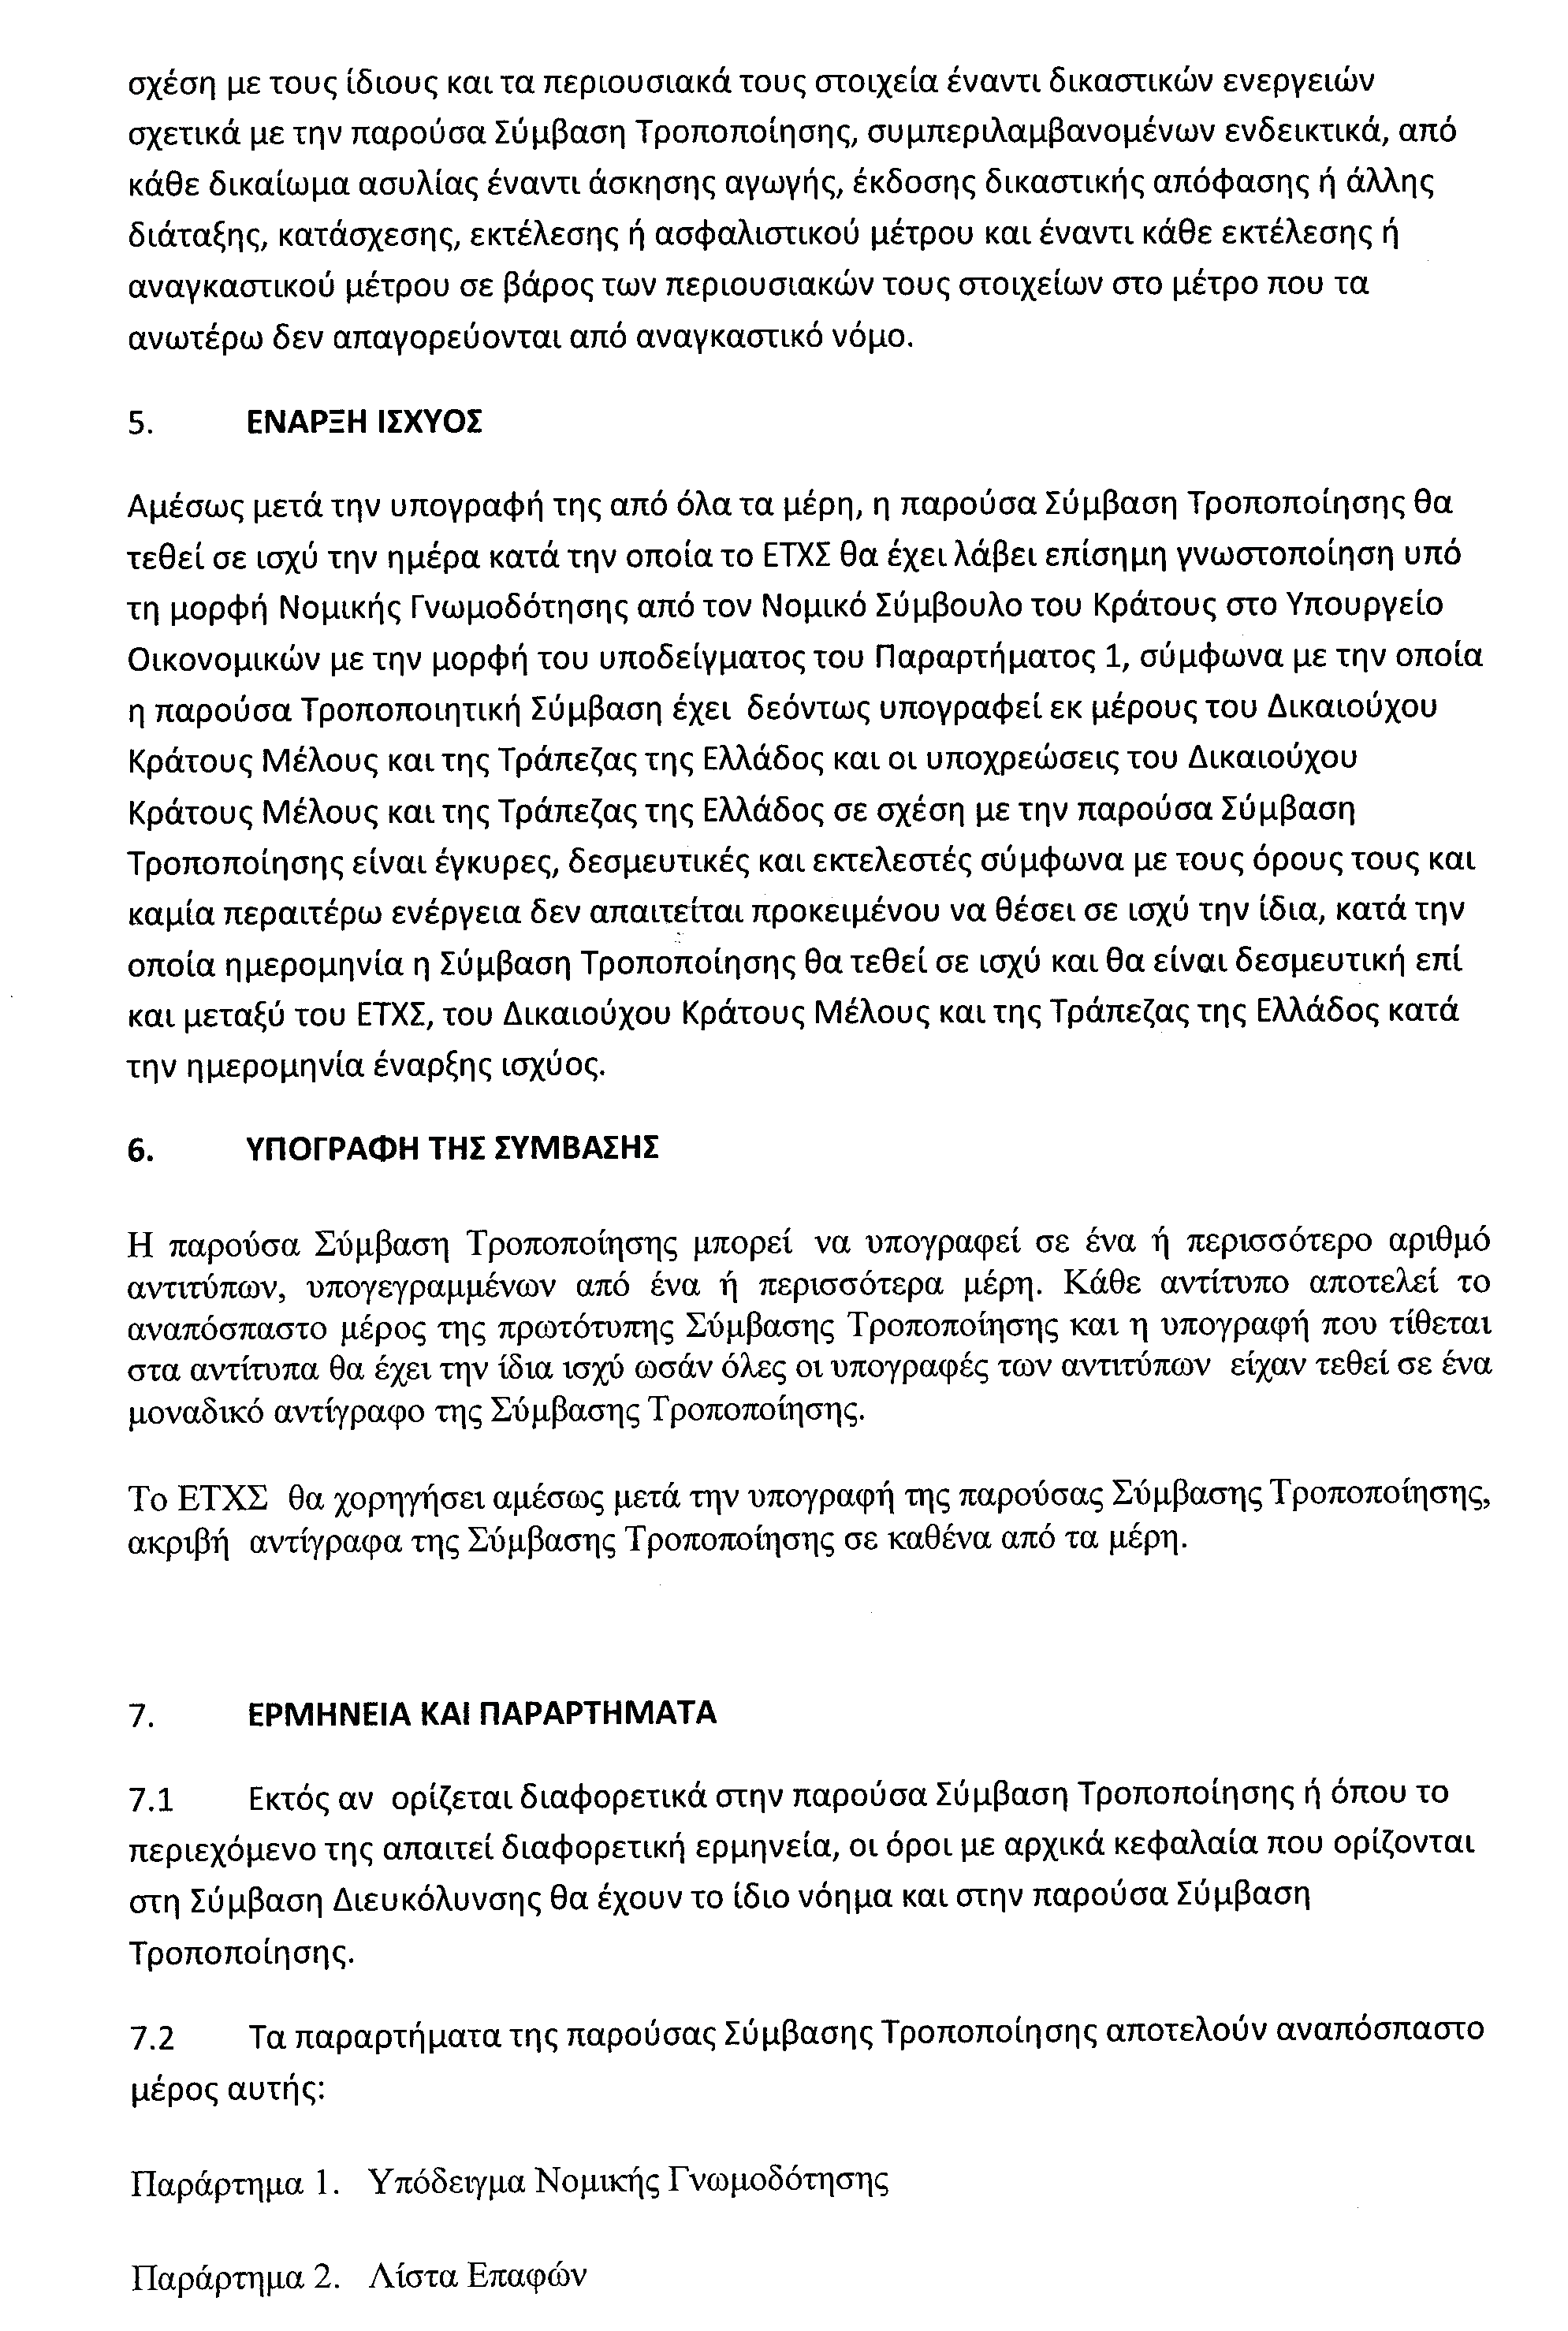 σχέση με τους ίδιους και τα περιουσιακά τους στοιχεία έναντι δικαστικών ενεργειών
σχετικά με την παρούσα Σύμβαση Τροποποίησης, συμπεριλαμβανομένων ενδεικτικά, από
κάθε δικαίωμα ασυλίας έναντι άσκησης αγωγής, έκδοσης δικαστικής απόφασης ή άλλης
διάταξης, κατάσχεσης, εκτέλεσης ή ασφαλιστικού μέτρου και έναντι κάθε εκτέλεσης ή
αναγκαστικού μέτρου σε βάρος των περιουσιακών τους στοιχείων στο μέτρο που τα
ανωτέρω δεν απαγορεύονται από αναγκαστικό νόμο.
5. ΕΝΑΡΞΗ ΙΣΧΥΟΣ
Αμέσως μετά την υπογραφή της από όλα τα μέρη, η παρούσα Σύμβαση Τροποποίησης θα
τεθεί σε ισχύ την ημέρα κατά την οποία το ΕΤΧΣ θα έχει λάβει επίσημη γνωστοποίηση υπό
τη μορφή Νομικής Γνωμοδότησης από τον Νομικό Σύμβουλο του Κράτους στο Υπουργείο
Οικονομικών με την μορφή του υποδείγματος του Παραρτήματος 1, σύμφωνα με την οποία
η παρούσα Τροποποιητική Σύμβαση έχει δεόντως υπογραφεί εκ μέρους του Δικαιούχου
Κράτους Μέλους και της Τράπεζας της Ελλάδος και οι υποχρεώσεις του Δικαιούχου
Κράτους Μέλους και της Τράπεζας της Ελλάδος σε σχέση με την παρούσα Σύμβαση
Τροποποίησης είναι έγκυρες, δεσμευτικές και εκτελεστές σύμφωνα με τους όρους τους και
καμία περαιτέρω ενέργεια δεν απαιτείται προκειμένου να θέσει σε ισχύ την ίδια, κατά την
οποία ημερομηνία η Σύμβαση Τροποποίησης θα τεθεί σε ισχύ και θα είναι δεσμευτική επί
και μεταξύ του ΕΤΧΣ, του Δικαιούχου Κράτους Μέλους και της Τράπεζας της Ελλάδος κατά
την ημερομηνία έναρξης ισχύος.
6. ΥΠΟΓΡΑΦΗ ΤΗΣ ΣΥΜΒΑΣΗΣ
Η παρούσα Σύμβαση Τροποποίησης μπορεί να υπογραφεί σε ένα ή περισσότερο αριθμό
αντιτύπων, υπογεγραμμένων από ένα ή περισσότερα μέρη. Κάθε αντίτυπο αποτελεί το
αναπόσπαστο μέρος της πρωτότυπης Σύμβασης Τροποποίησης και η υπογραφή που τίθεται
στα αντίτυπα θα έχει την ίδια ισχύ ωσάν όλες οι υπογραφές των αντιτύπων είχαν τεθεί σε ένα
μοναδικό αντίγραφο της Σύμβασης Τροποποίησης.
Το ΕΤΧΣ θα χορηγήσει αμέσως μετά την υπογραφή της παρούσας Σύμβασης Τροποποίησης,
ακριβή αντίγραφα της Σύμβασης Τροποποίησης σε καθένα από τα μέρη.
7. ΕΡΜΗΝΕΙΑ ΚΑΙ ΠΑΡΑΡΤΗΜΑΤΑ
7.1 Εκτός αν ορίζεται διαφορετικά στην παρούσα Σύμβαση Τροποποίησης ή όπου το
περιεχόμενο της απαιτεί διαφορετική ερμηνεία, οι όροι με αρχικά κεφαλαία που ορίζονται
στη Σύμβαση Διευκόλυνσης θα έχουν το ίδιο νόημα και στην παρούσα Σύμβαση
Τροποποίησης.
7.2 Τα παραρτήματα της παρούσας Σύμβασης Τροποποίησης αποτελούν αναπόσπαστο
μέρος αυτής:
Παράρτημα 1. Υπόδειγμα Νομικής Γνωμοδότησης
Παράρτημα 2. Λίστα Επαφών